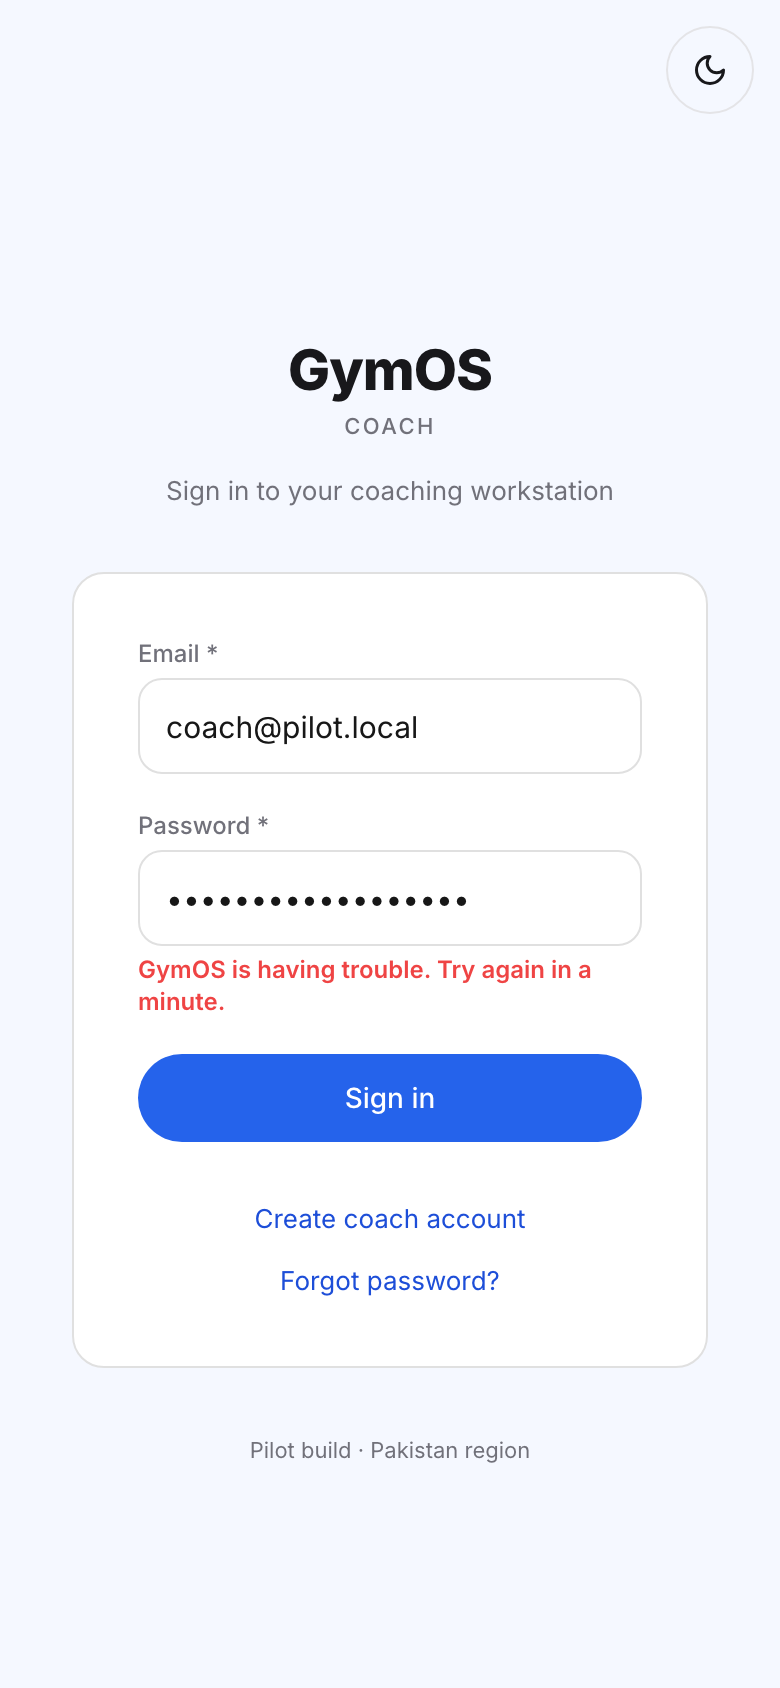 GymOS
COACH
Sign in to your coaching workstation
Email *
coach@pilot.local
Password *
••••••••••••••••••
GymOS is having trouble. Try again in a
minute.
Sign in
Create coach account
Forgot password?
Pilot build · Pakistan region